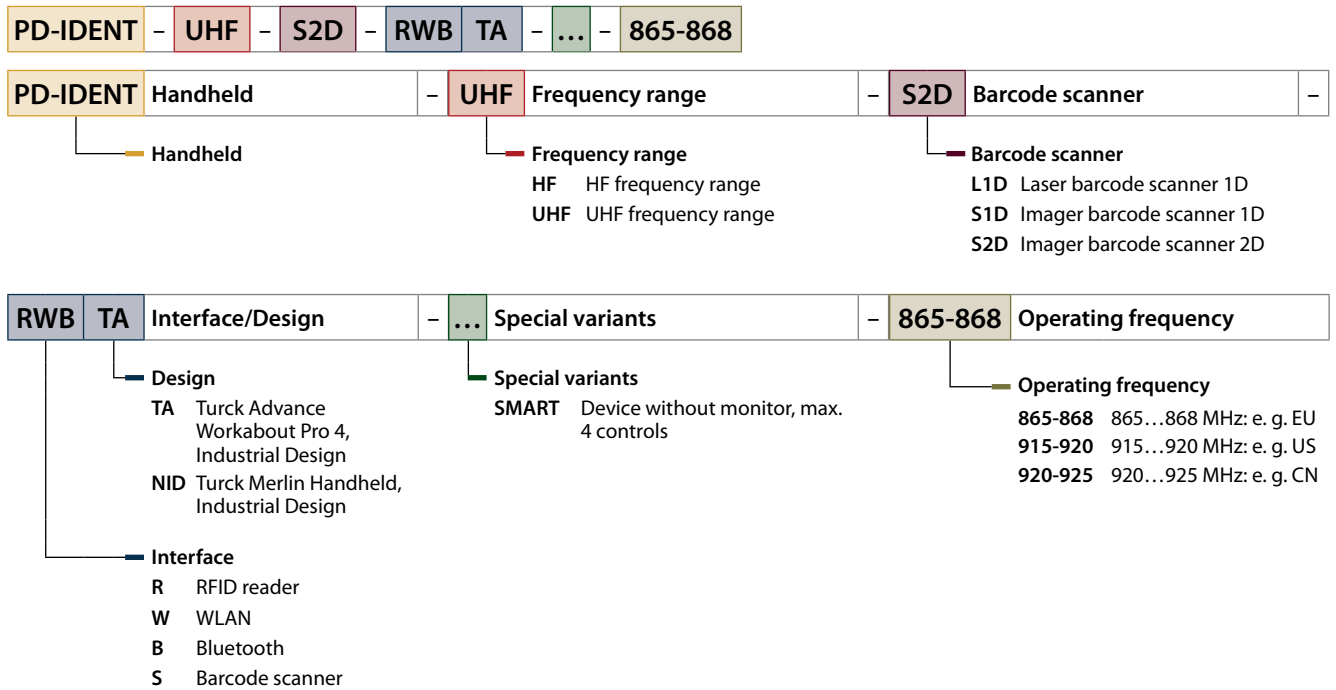 PD-IDENT – UHF – S2D – RWB TA – ... – 865-868
PD-IDENT Handheld – UHF Frequency range – S2D Barcode scanner –
Handheld
Frequency range
HF HF frequency range
UHF UHF frequency range
Barcode scanner
L1D Laser barcode scanner 1D
S1D Imager barcode scanner 1D
S2D Imager barcode scanner 2D
RWB TA Interface/Design – ... Special variants – 865-868 Operating frequency
Design
TA Turck Advance
Workabout Pro 4,
Industrial Design
NID Turck Merlin Handheld,
Industrial Design
Interface
R RFID reader
W WLAN
B Bluetooth
S Barcode scanner
Special variants
SMART Device without monitor, max.
4 controls
Operating frequency
865-868 865…868 MHz: e. g. EU
915-920 915…920 MHz: e. g. US
920-925 920…925 MHz: e. g. CN